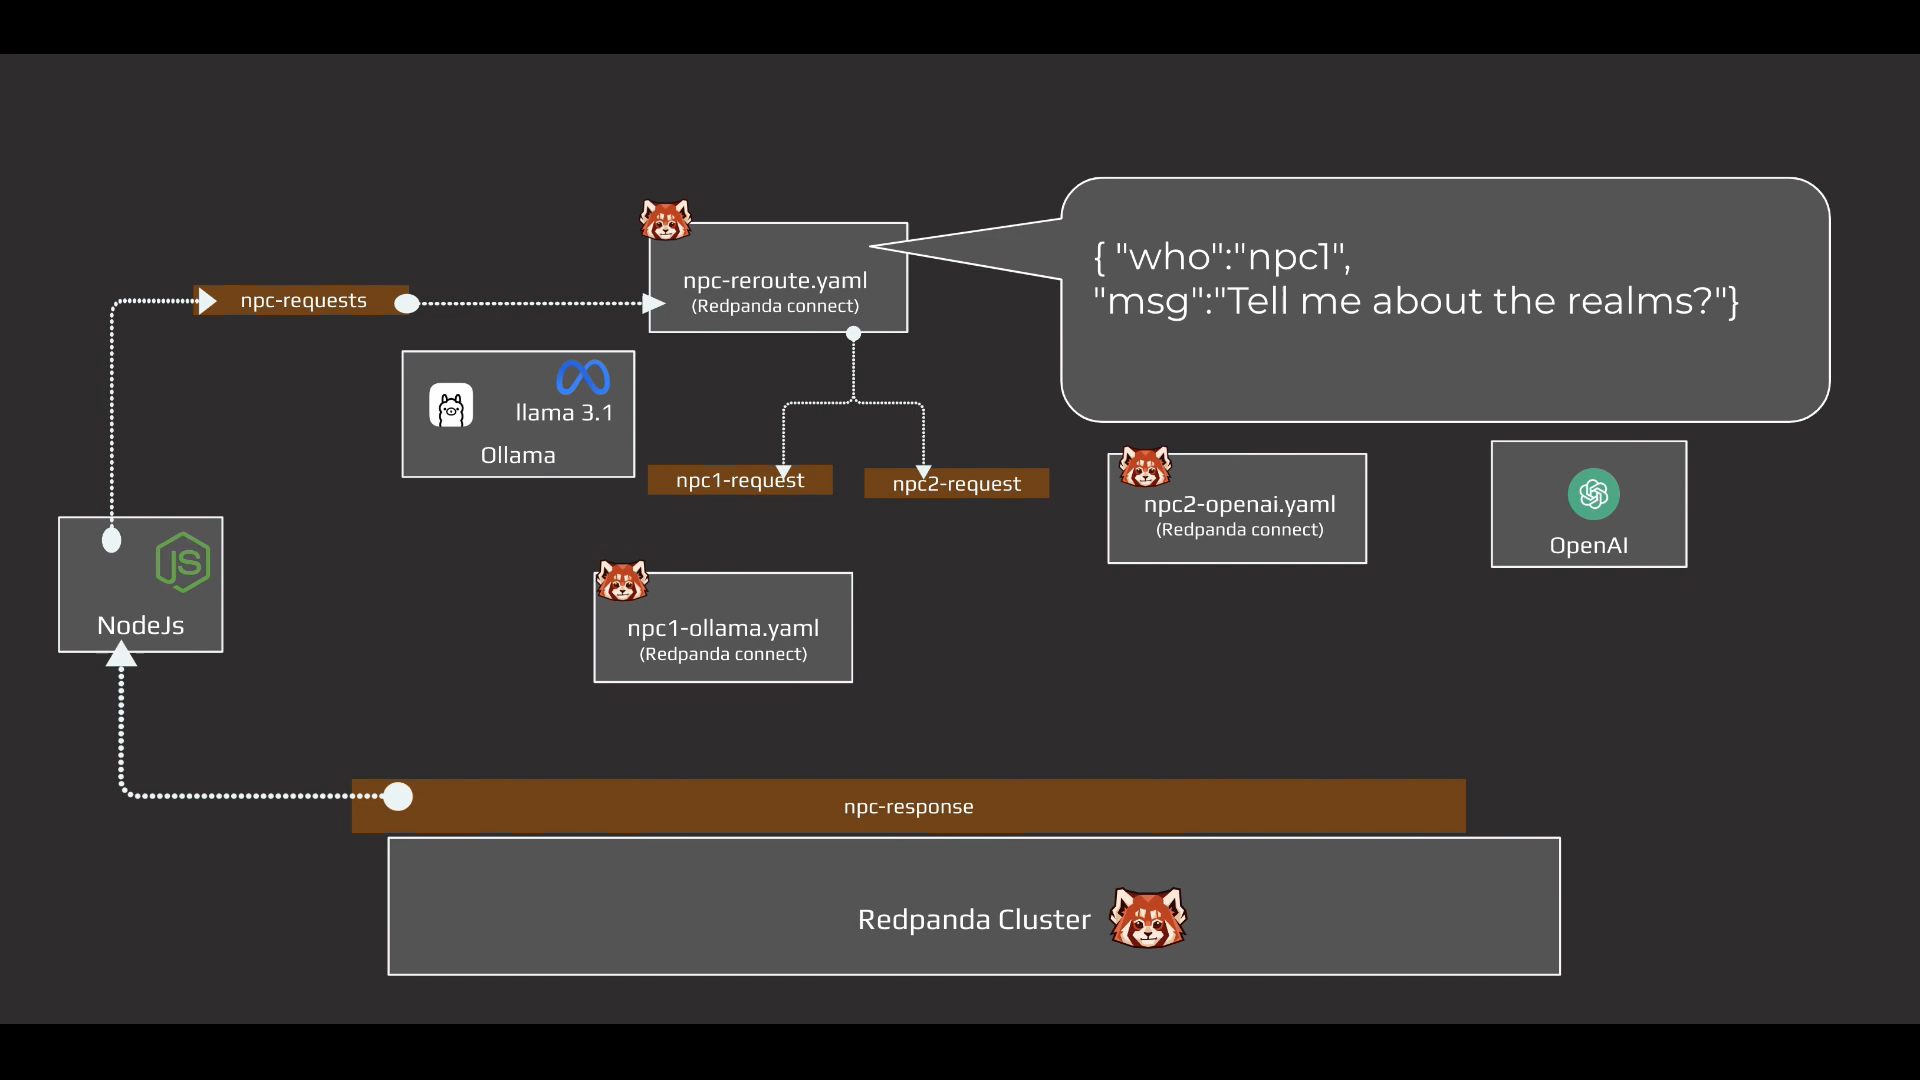 npc-requests
npc-reroute.yaml
(Redpanda connect)
{ "who":"npc1",
"msg":"Tell me about the realms?"}
llama 3.1
Ollama
npc1-request
npc2-request
npc2-openai.yaml
(Redpanda connect)
OpenAI
JS
NodeJs
npc1-ollama.yaml
(Redpanda connect)
npc-response
Redpanda Cluster